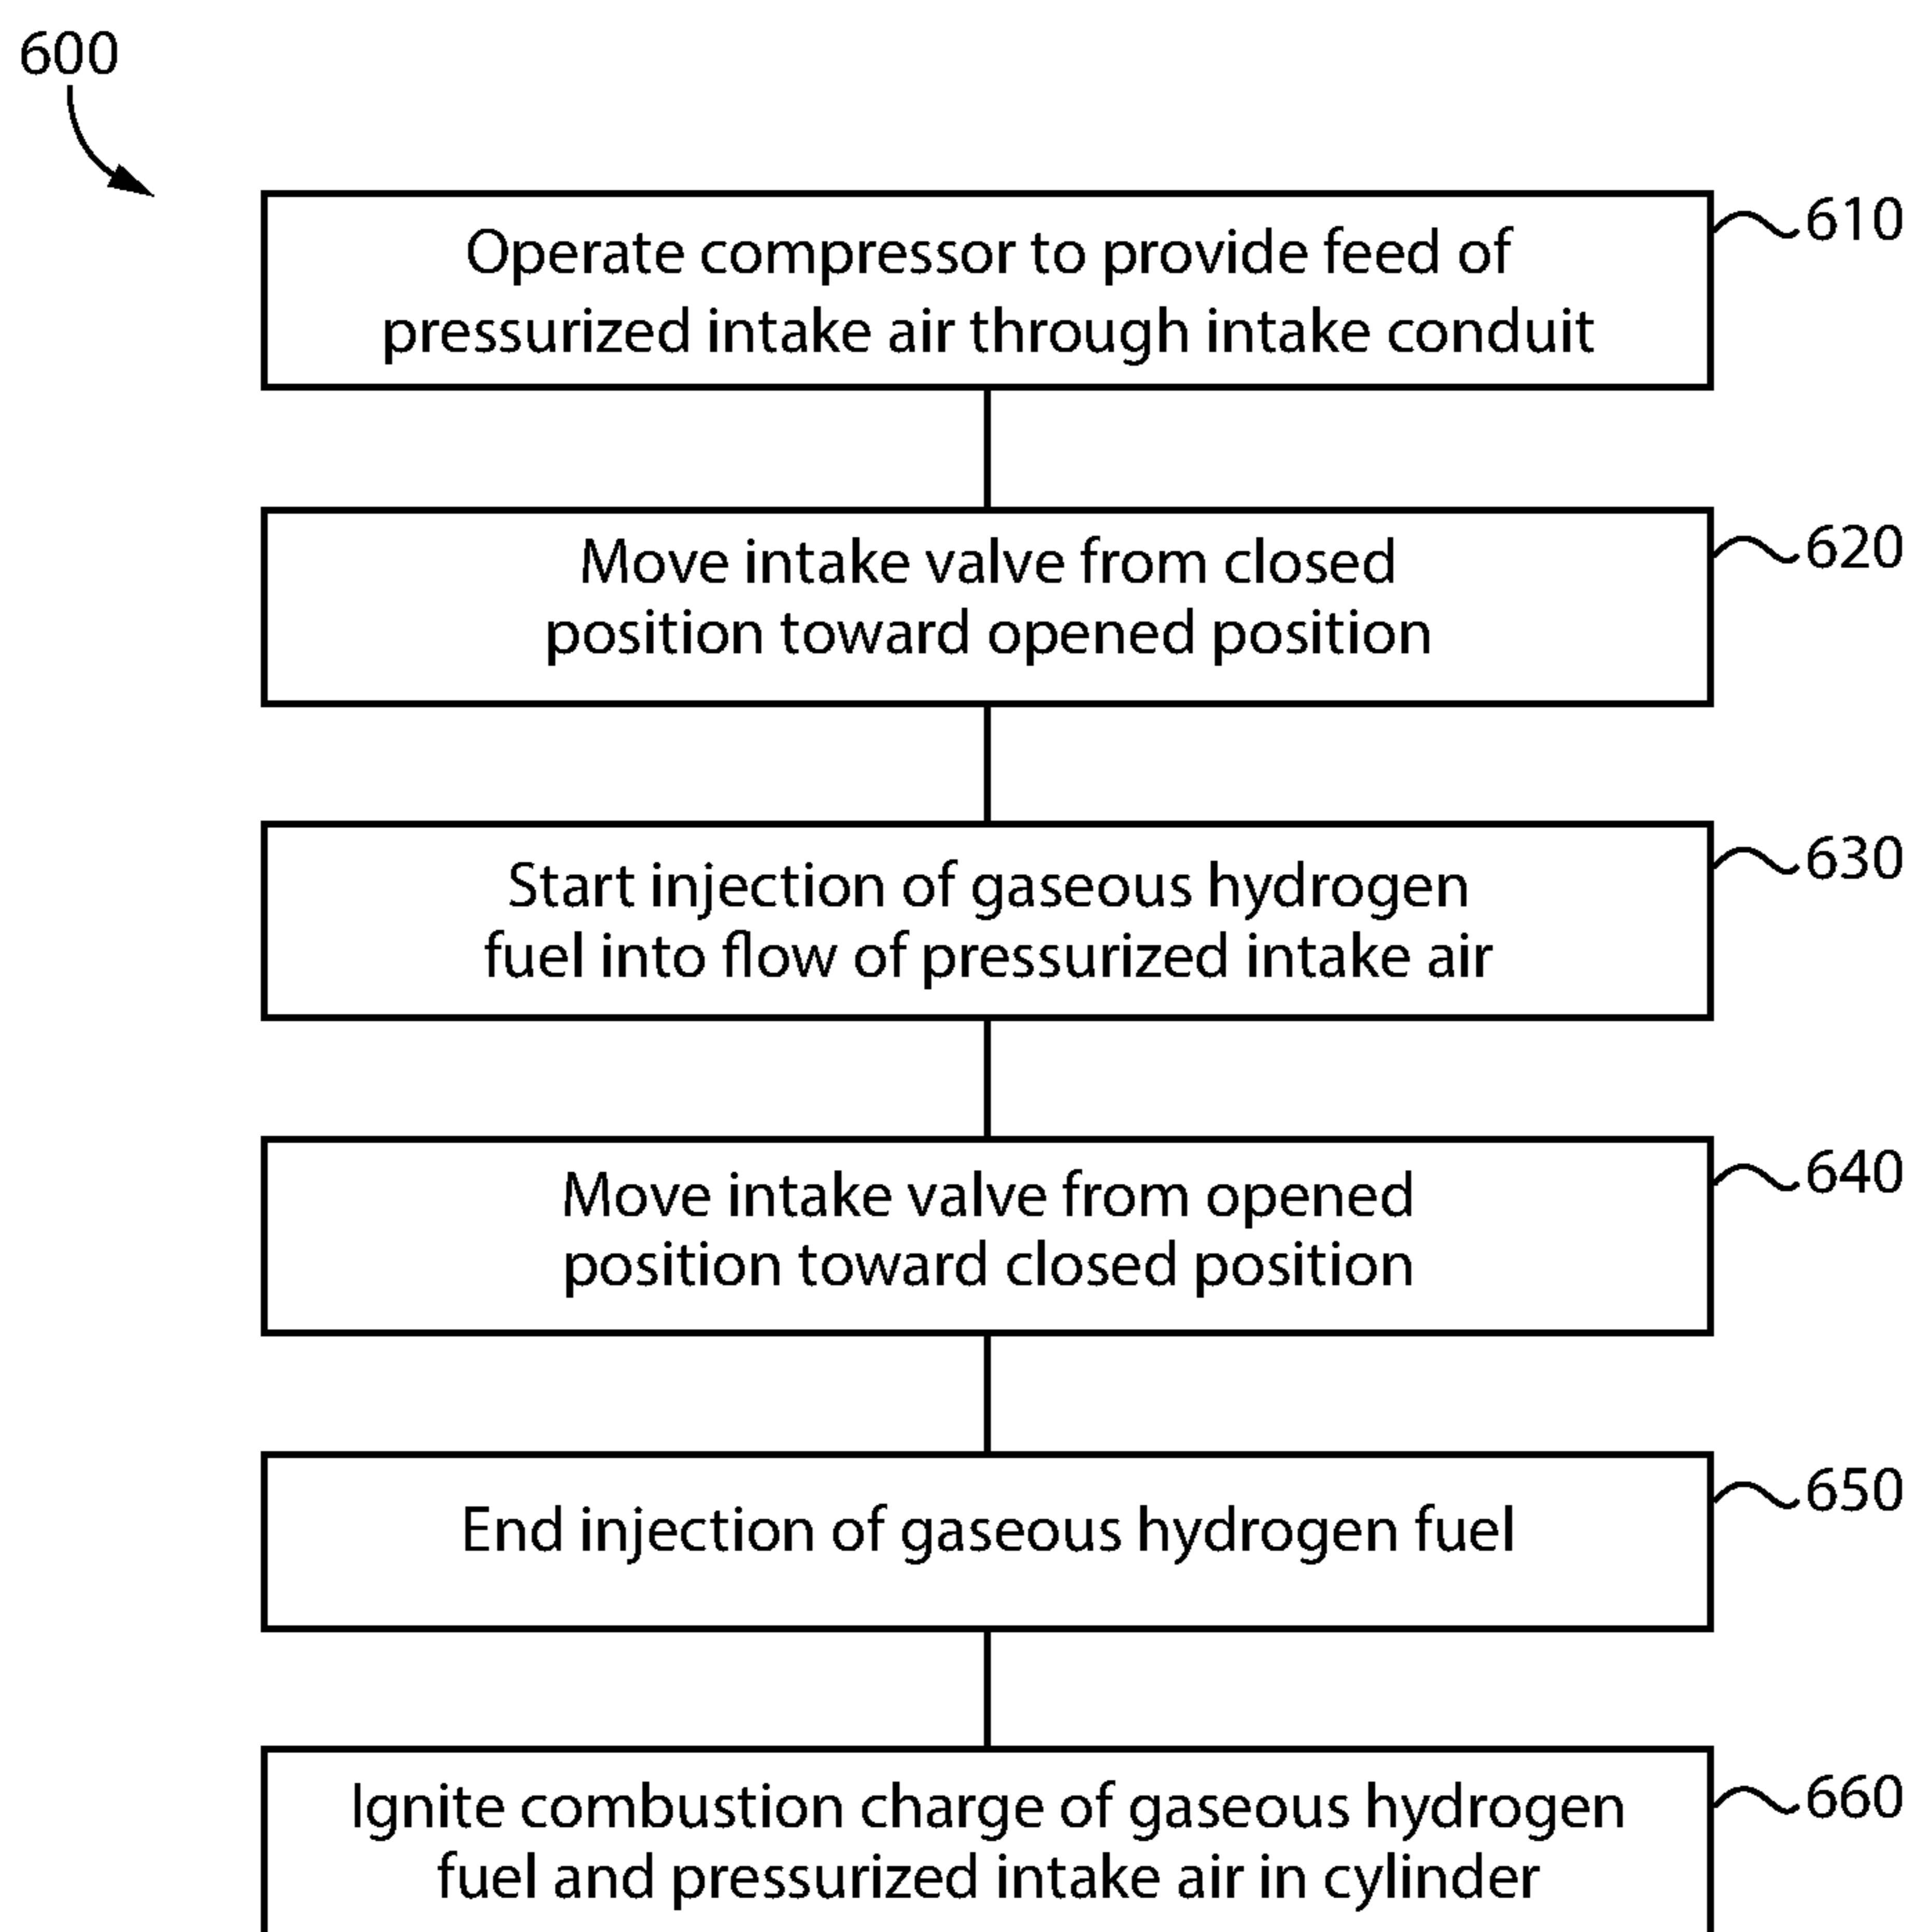 600
Operate compressor to provide feed of
pressurized intake air through intake conduit
610
Move intake valve from closed
position toward opened position
620
Start injection of gaseous hydrogen
fuel into flow of pressurized intake air
630
Move intake valve from opened
position toward closed position
640
End injection of gaseous hydrogen fuel
650
Ignite combustion charge of gaseous hydrogen
fuel and pressurized intake air in cylinder
660